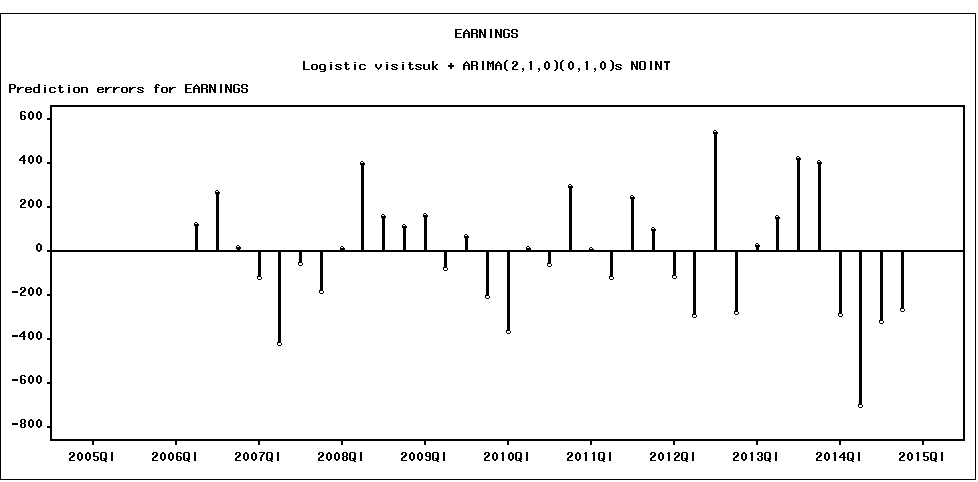 EARNINGS
Logistic visitsuk + ARIMA(2,1,0)(0,1,0)s NOINT
Prediction errors for EARNINGS
600
400
200
0
-200
-400
-600
-800
2005Q1 2006Q1 2007Q1 2008Q1 2009Q1 2010Q1 2011Q1 2012Q1 2013Q1 2014Q1 2015Q1